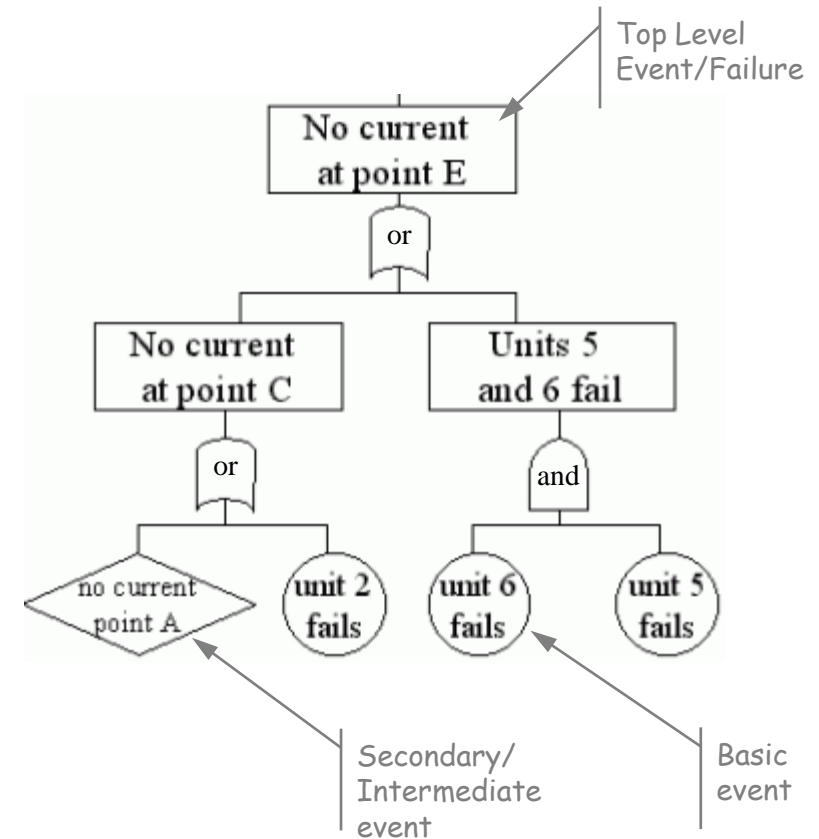 Top Level
Event/Failure
No current
at point E
or
No current
at point C
Units 5
and 6 fail
or
and
no current
point A
unit 2
fails
unit 6
fails
unit 5
fails
Secondary/
Intermediate
event
Basic
event